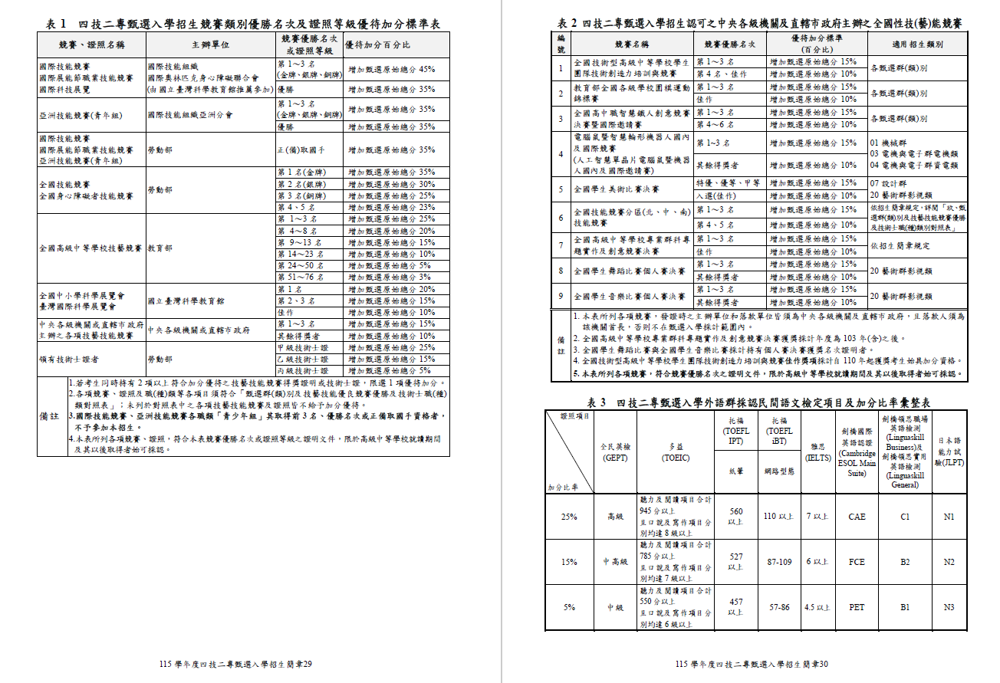 表 1　四技二專甄選入學招生競賽類別優勝名次及證照等級優待加分標準表
競賽、證照名稱　主辦單位　競賽優勝名次或證照等級　優待加分百分比
國際技能競賽　國際技能組織　第 1～3 名
國際展能節職業技能競賽　國際奧林匹克身心障礙聯合會　(金牌、銀牌、銅牌)　增加甄選原始總分 45%
國際科技展覽　(由國立臺灣科學教育館推薦參加)　優勝　增加甄選原始總分 35%
亞洲技能競賽(青年組)　國際技能組織亞洲分會　第 1～3 名
(金牌、銀牌、銅牌)　增加甄選原始總分 35%
優勝　增加甄選原始總分 35%
國際技能競賽
國際展能節職業技能競賽　勞動部　正(備)取國手　增加甄選原始總分 35%
亞洲技能競賽(青年組)
全國技能競賽
全國身心障礙者技能競賽　勞動部
第 1 名(金牌)　增加甄選原始總分 35%
第 2 名(銀牌)　增加甄選原始總分 30%
第 3 名(銅牌)　增加甄選原始總分 25%
第 4、5 名　增加甄選原始總分 23%
全國高級中等學校技藝競賽　教育部
第 1~3 名　增加甄選原始總分 25%
第 4～8 名　增加甄選原始總分 20%
第 9～13 名　增加甄選原始總分 15%
第 14～23 名　增加甄選原始總分 10%
第 24～50 名　增加甄選原始總分 5%
第 51～76 名　增加甄選原始總分 3%
全國中小學科學展覽會
臺灣國際科學展覽會　國立臺灣科學教育館
第 1 名　增加甄選原始總分 20%
第 2、3 名　增加甄選原始總分 15%
佳作　增加甄選原始總分 10%
中央各級機關或直轄市政府
主辦之各項技藝技能競賽　中央各級機關或直轄市政府
第 1～3 名　增加甄選原始總分 15%
其餘得獎者　增加甄選原始總分 10%
領有技術士證者　勞動部
甲級技術士證　增加甄選原始總分 25%
乙級技術士證　增加甄選原始總分 15%
丙級技術士證　增加甄選原始總分 5%
備註
1.若考生同時持有 2 項以上符合加分優待之技藝技能競賽得獎證明或技術士證，限選 1 項優待加分。
2.各項競賽、證照及職(種)類等各項目須符合「甄選群(類)別及技藝技能優良競賽優勝及技術士職(種)
類對照表」；未列於對照表中之各項技藝技能競賽及證照皆不給予加分優待。
3.國際技能競賽、亞洲技能競賽各職類「青少年組」其取得前 3 名、優勝名次或正備取國手資格者，
不予參加本招生。
4.本表所列各項競賽、證照，符合本表競賽優勝名次或證照等級之證明文件，限於高級中等學校就讀期間
及其以後取得者始可採認。
115 學年度四技二專甄選入學招生簡章29
表 2 四技二專甄選入學招生認可之中央各級機關及直轄市政府主辦之全國性技(藝)能競賽
編號　競賽名稱　競賽優勝名次　優待加分標準(百分比)　適用招生類別
1　全國技術型高級中等學校學生
團隊技術創造力培訓與競賽　各甄選群(類)別
第 1～3 名　增加甄選原始總分 15%
第 4 名、佳作　增加甄選原始總分 10%
2　教育部全國各級學校圍棋運動
錦標賽　各甄選群(類)別
第 1～3 名　增加甄選原始總分 15%
佳作　增加甄選原始總分 10%
3　全國高中職智慧鐵人創意競賽
決賽暨國際邀請賽　各甄選群(類)別
第 1～3 名　增加甄選原始總分 15%
第 4～6 名　增加甄選原始總分 10%
4　電腦鼠暨智慧輪形機器人國內
及國際競賽
(人工智慧單晶片電腦鼠暨機器
人國內及國際邀請賽)
第 1~3 名　增加甄選原始總分 15%
其餘得獎者　增加甄選原始總分 10%
01 機械群
03 電機與電子群電機類
04 電機與電子群資電類
5　全國學生美術比賽決賽
特優、優等、甲等　增加甄選原始總分 15%
入選(佳作)　增加甄選原始總分 10%
07 設計群
20 藝術群影視類
6　全國技能競賽分區(北、中、南)
技能競賽
第 1～3 名　增加甄選原始總分 15%
第 4、5 名　增加甄選原始總分 10%
依招生簡章規定，詳閱「玖、甄
選群(類)別及技藝技能競賽優勝
及技術士職(種)類別對照表」
7　全國高級中等學校專業群科專
題實作及創意競賽決賽　依招生簡章規定
第 1～3 名　增加甄選原始總分 15%
佳作　增加甄選原始總分 10%
8　全國學生舞蹈比賽個人賽決賽　20 藝術群影視類
第 1～3 名　增加甄選原始總分 15%
其餘得獎者　增加甄選原始總分 10%
9　全國學生音樂比賽個人賽決賽　20 藝術群影視類
第 1～3 名　增加甄選原始總分 15%
其餘得獎者　增加甄選原始總分 10%
備註
1. 本表所列各項競賽，發證時之主辦單位和落款單位皆須為中央各級機關及直轄市政府，且落款人須為
該機關首長，否則不在甄選入學採計範圍內。
2. 全國高級中等學校專業群科專題實作及創意競賽決賽獲獎採計年度為 103 年(含)之後。
3. 全國學生舞蹈比賽與全國學生音樂比賽採計持有個人賽決賽獲獎名次證明者。
4. 全國技術型高級中等學校學生團隊技術創造力培訓與競賽佳作獎項採計自 110 年起獲獎考生始具加分資格。
5. 本表所列各項競賽，符合競賽優勝名次之證明文件，限於高級中等學校就讀期間及其以後取得者始可採認。
表 3　四技二專甄選入學外語群採認民間語文檢定項目及加分比率彙整表
證照項目
加分比率
全民英檢
(GEPT)
多益
(TOEIC)
托福
(TOEFL
IPT)
紙筆
托福
(TOEFL
iBT)
網路型態
雅思
(IELTS)
劍橋國際
英語認證
(Cambridge
ESOL Main
Suite)
劍橋領思職場
英語檢測
(Linguaskill
Business)及
劍橋領思實用
英語檢測
(Linguaskill
General)
日本語
能力試
驗(JLPT)
25%　高級
聽力及閱讀項目合計
945 分以上
且口說及寫作項目分
別均達 8 級以上
560
以上
110 以上　7 以上　CAE　C1　N1
15%　中高級
聽力及閱讀項目合計
785 分以上
且口說及寫作項目分
別均達 7 級以上
527
以上
87-109　6 以上　FCE　B2　N2
5%　中級
聽力及閱讀項目合計
550 分以上
且口說及寫作項目分
別均達 6 級以上
457
以上
57-86　4.5 以上　PET　B1　N3
115 學年度四技二專甄選入學招生簡章30